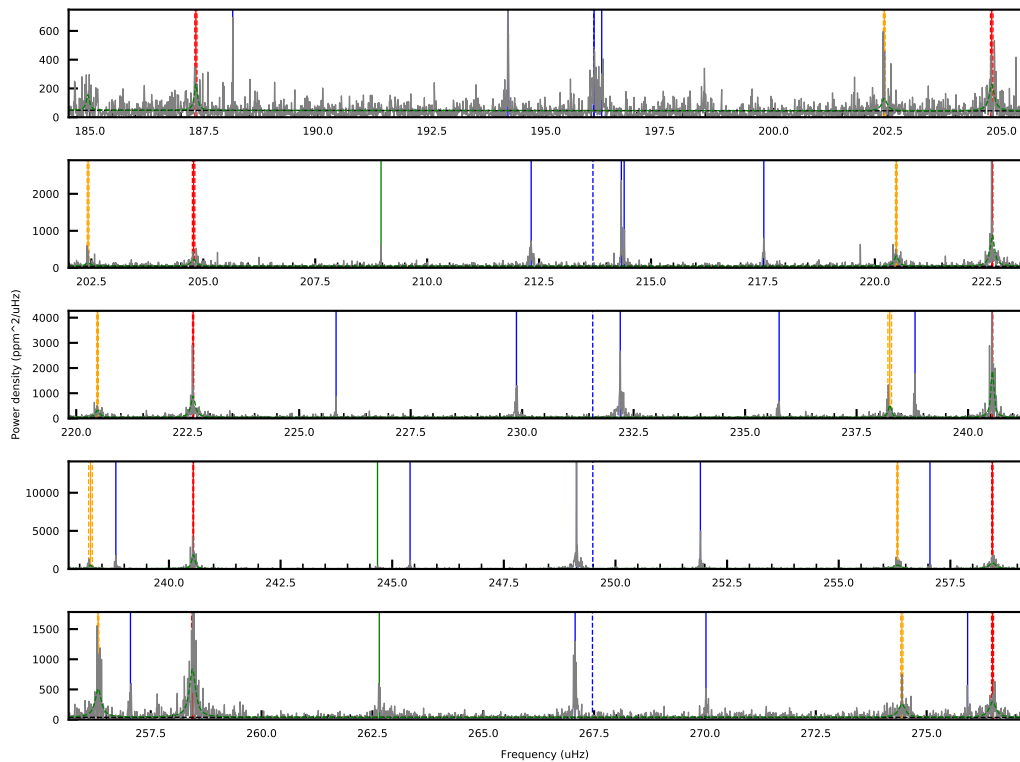 600
400
200
0
185.0 187.5 190.0 192.5 195.0 197.5 200.0 202.5 205.0
2000
1000
0
202.5 205.0 207.5 210.0 212.5 215.0 217.5 220.0 222.5
Power density (ppm^2/uHz)
4000
3000
2000
1000
0
220.0 222.5 225.0 227.5 230.0 232.5 235.0 237.5 240.0
10000
5000
0
240.0 242.5 245.0 247.5 250.0 252.5 255.0 257.5
1500
1000
500
0
257.5 260.0 262.5 265.0 267.5 270.0 272.5 275.0
Frequency (uHz)